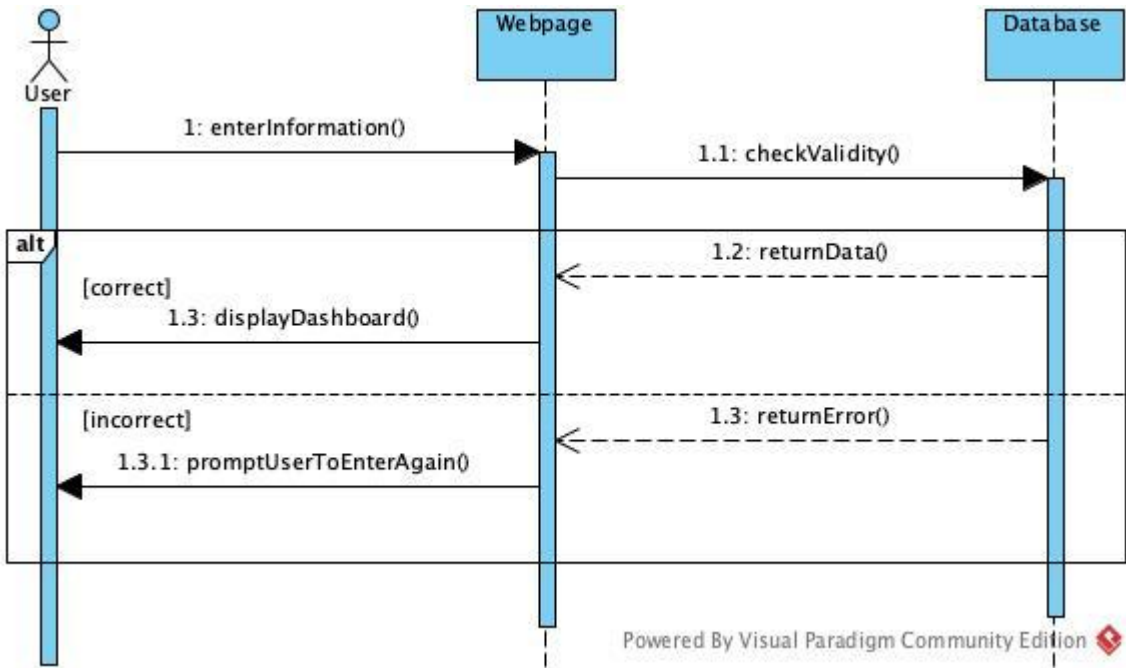 Webpage
Database
User
1: enterInformation()
1.1: checkValidity()
alt
1.2: returnData()
[correct]
1.3: displayDashboard()
[incorrect]
1.3: returnError()
1.3.1: promptUserToEnterAgain()
Powered By Visual Paradigm Community Edition